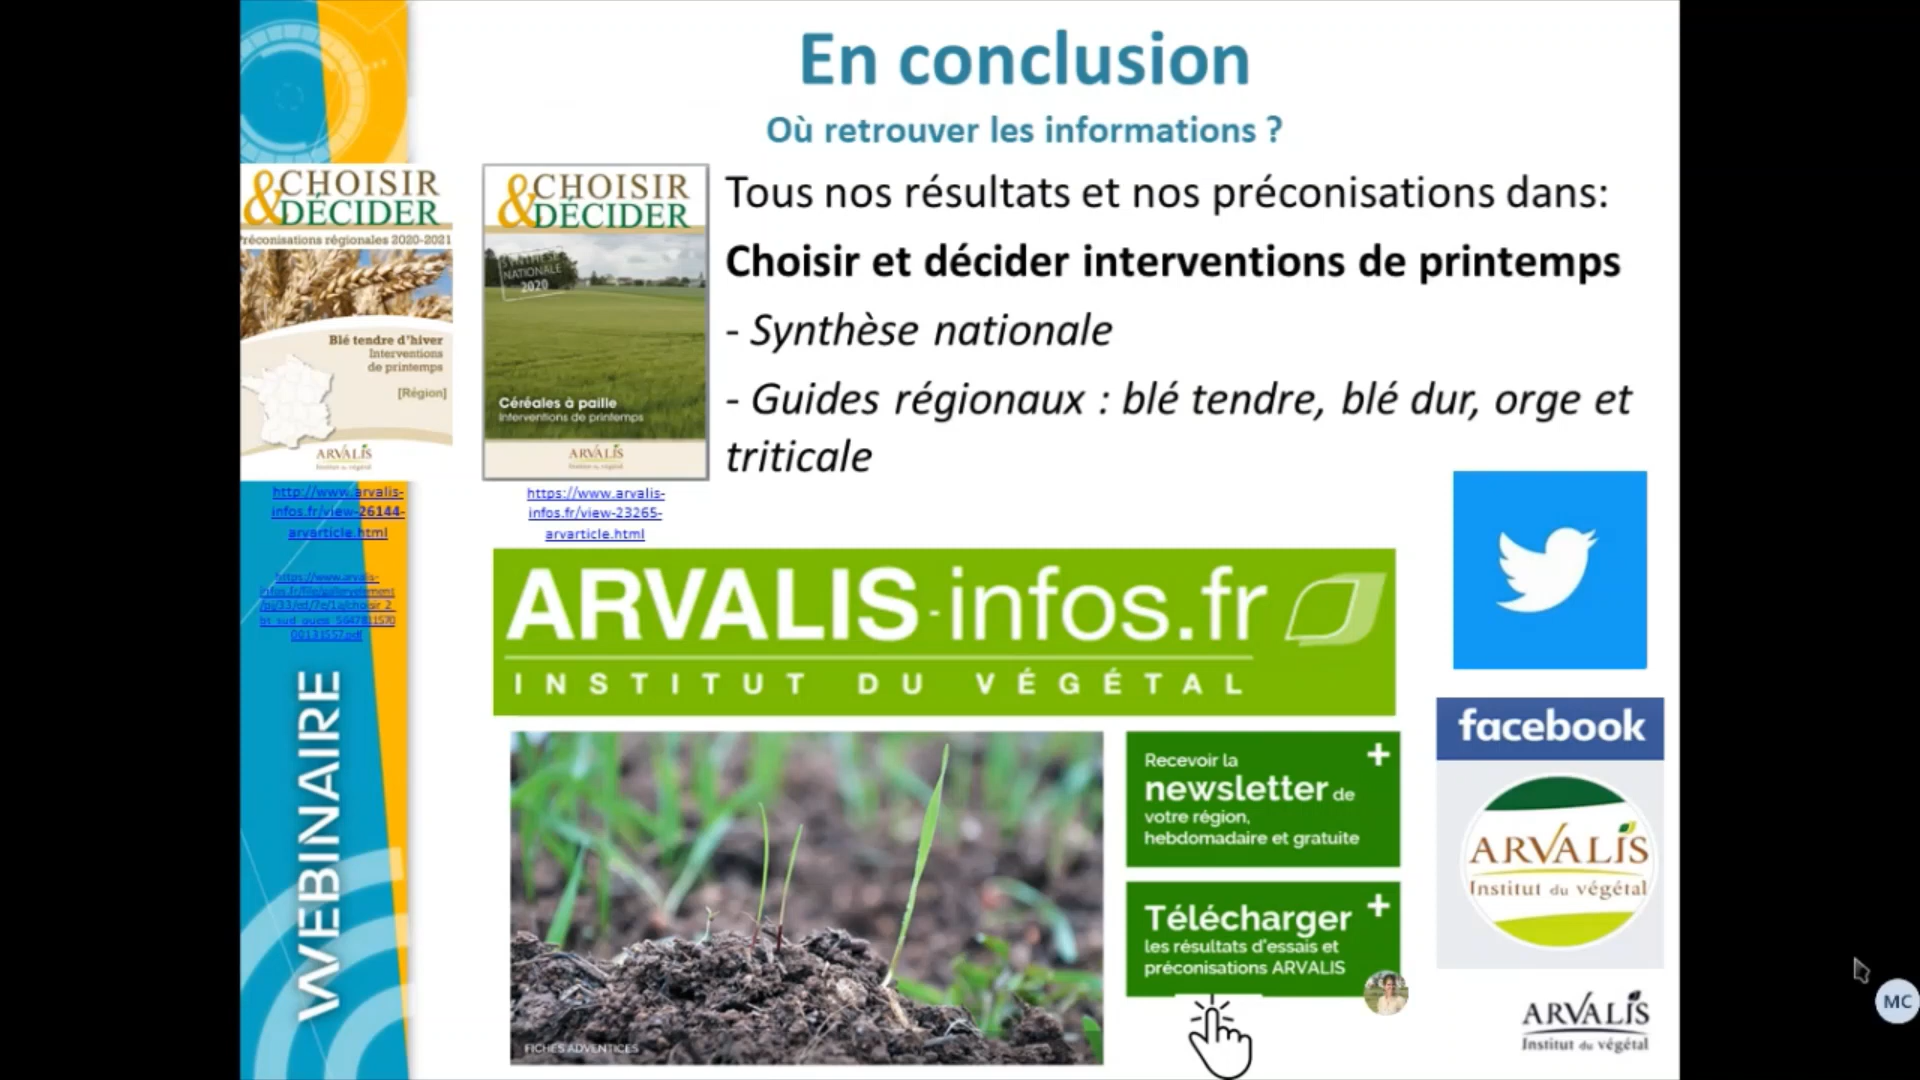 En conclusion
Où retrouver les informations ?
&CHOISIR
DÉCIDER
Préconisations régionales 2020-2021
Blé tendre d'hiver
Interventions
de printemps
[Région]
ARVALIS
Institut du végétal
http://www.arvalis-
infos.fr/view-26144-
arvarticle.html
&CHOISIR
DÉCIDER
SYNTHÈSE
NATIONALE
2020
Céréales à paille
Interventions de printemps
ARVALIS
Institut du végétal
https://www.arvalis-
infos.fr/view-23265-
arvarticle.html
Tous nos résultats et nos préconisations dans:
Choisir et décider interventions de printemps
- Synthèse nationale
- Guides régionaux : blé tendre, blé dur, orge et
triticale
https://www.arvalis-
WEBINAIRE
ARVALIS-infos.fr
INSTITUT DU VÉGÉTAL
FICHES ADVENTICES
Recevoir la
newsletter de
votre région,
hebdomadaire et gratuite
+
Télécharger
les résultats d'essais et
préconisations ARVALIS
+
facebook
ARVALIS
Institut du végétal
ARVALIS
Institut du végétal
MC